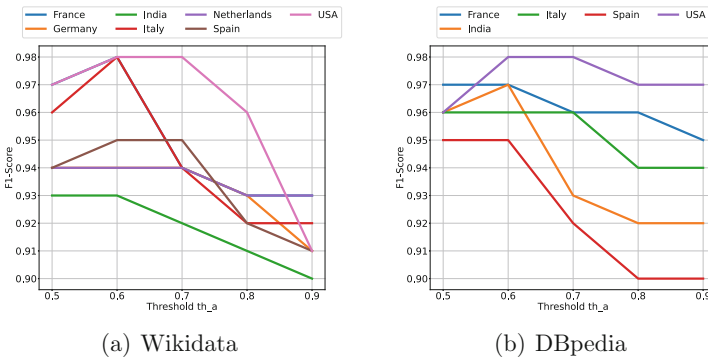 France India Netherlands USA
Germany Italy Spain
0.98
0.97
0.96
0.95
0.94
0.93
0.92
0.91
0.90
F1-Score
0.5 0.6 0.7 0.8 0.9
Threshold th_a
(a) Wikidata
France Italy Spain USA
India
0.98
0.97
0.96
0.95
0.94
0.93
0.92
0.91
0.90
F1-Score
0.5 0.6 0.7 0.8 0.9
Threshold th_a
(b) DBpedia